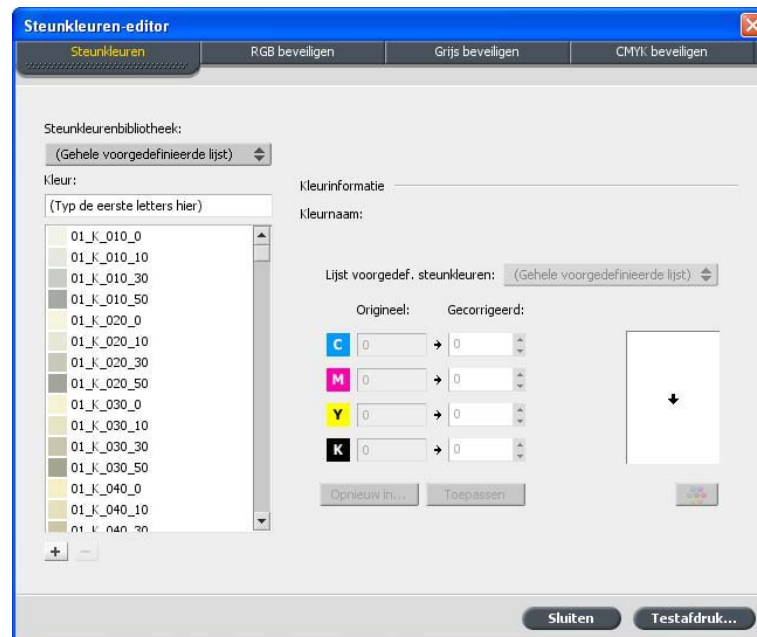 Steunkleuren-editor
Steunkleuren RGB beveiligen Grijs beveiligen CMYK beveiligen
Steunkleurenbibliotheek:
(Gehele voorgedefinieerde lijst)
Kleur:
(Typ de eerste letters hier)
01_K_010_0
01_K_010_10
01_K_010_30
01_K_010_50
01_K_020_0
01_K_020_10
01_K_020_30
01_K_020_50
01_K_030_0
01_K_030_10
01_K_030_30
01_K_030_50
01_K_040_0
01_K_040_10
01_K_040_30
+ −
Kleurinformatie
Kleurnaam:
Lijst voorgedef. steunkleuren: (Gehele voorgedefinieerde lijst)
Origineel: Gecorrigeerd:
C 0 → 0
M 0 → 0
Y 0 → 0
K 0 → 0
Opnieuw in... Toepassen
Sluiten Testafdruk...